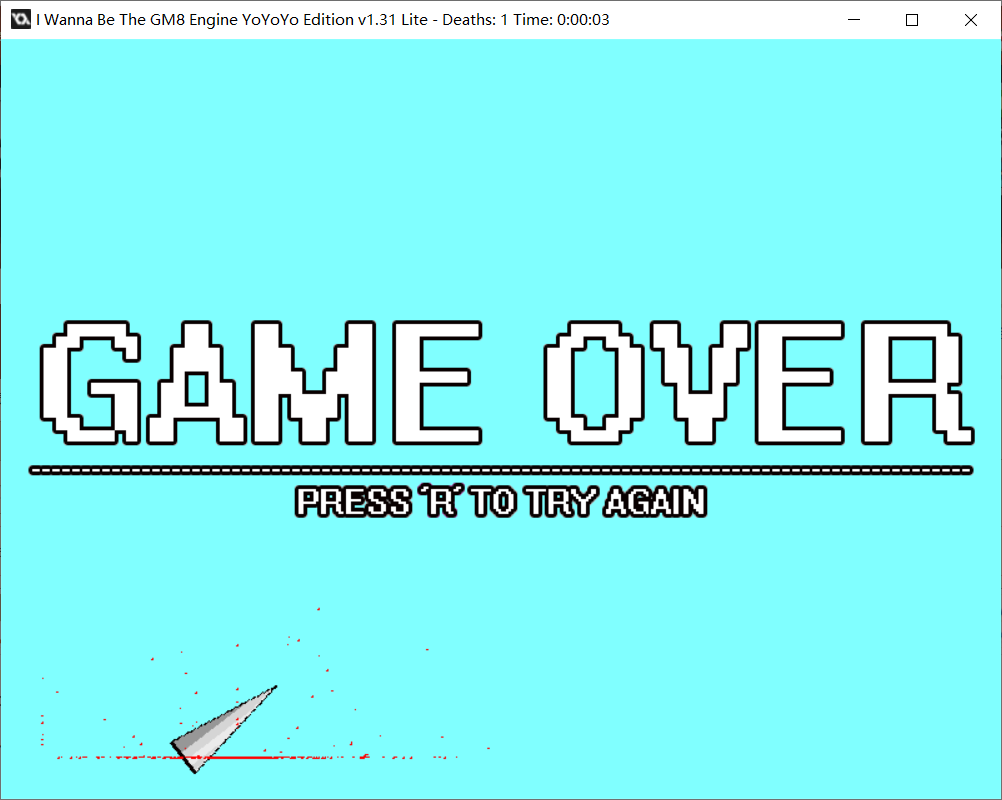 I Wanna Be The GM8 Engine YoYoYo Edition v1.31 Lite - Deaths: 1 Time: 0:00:03
GAME OVER
PRESS 'R' TO TRY AGAIN